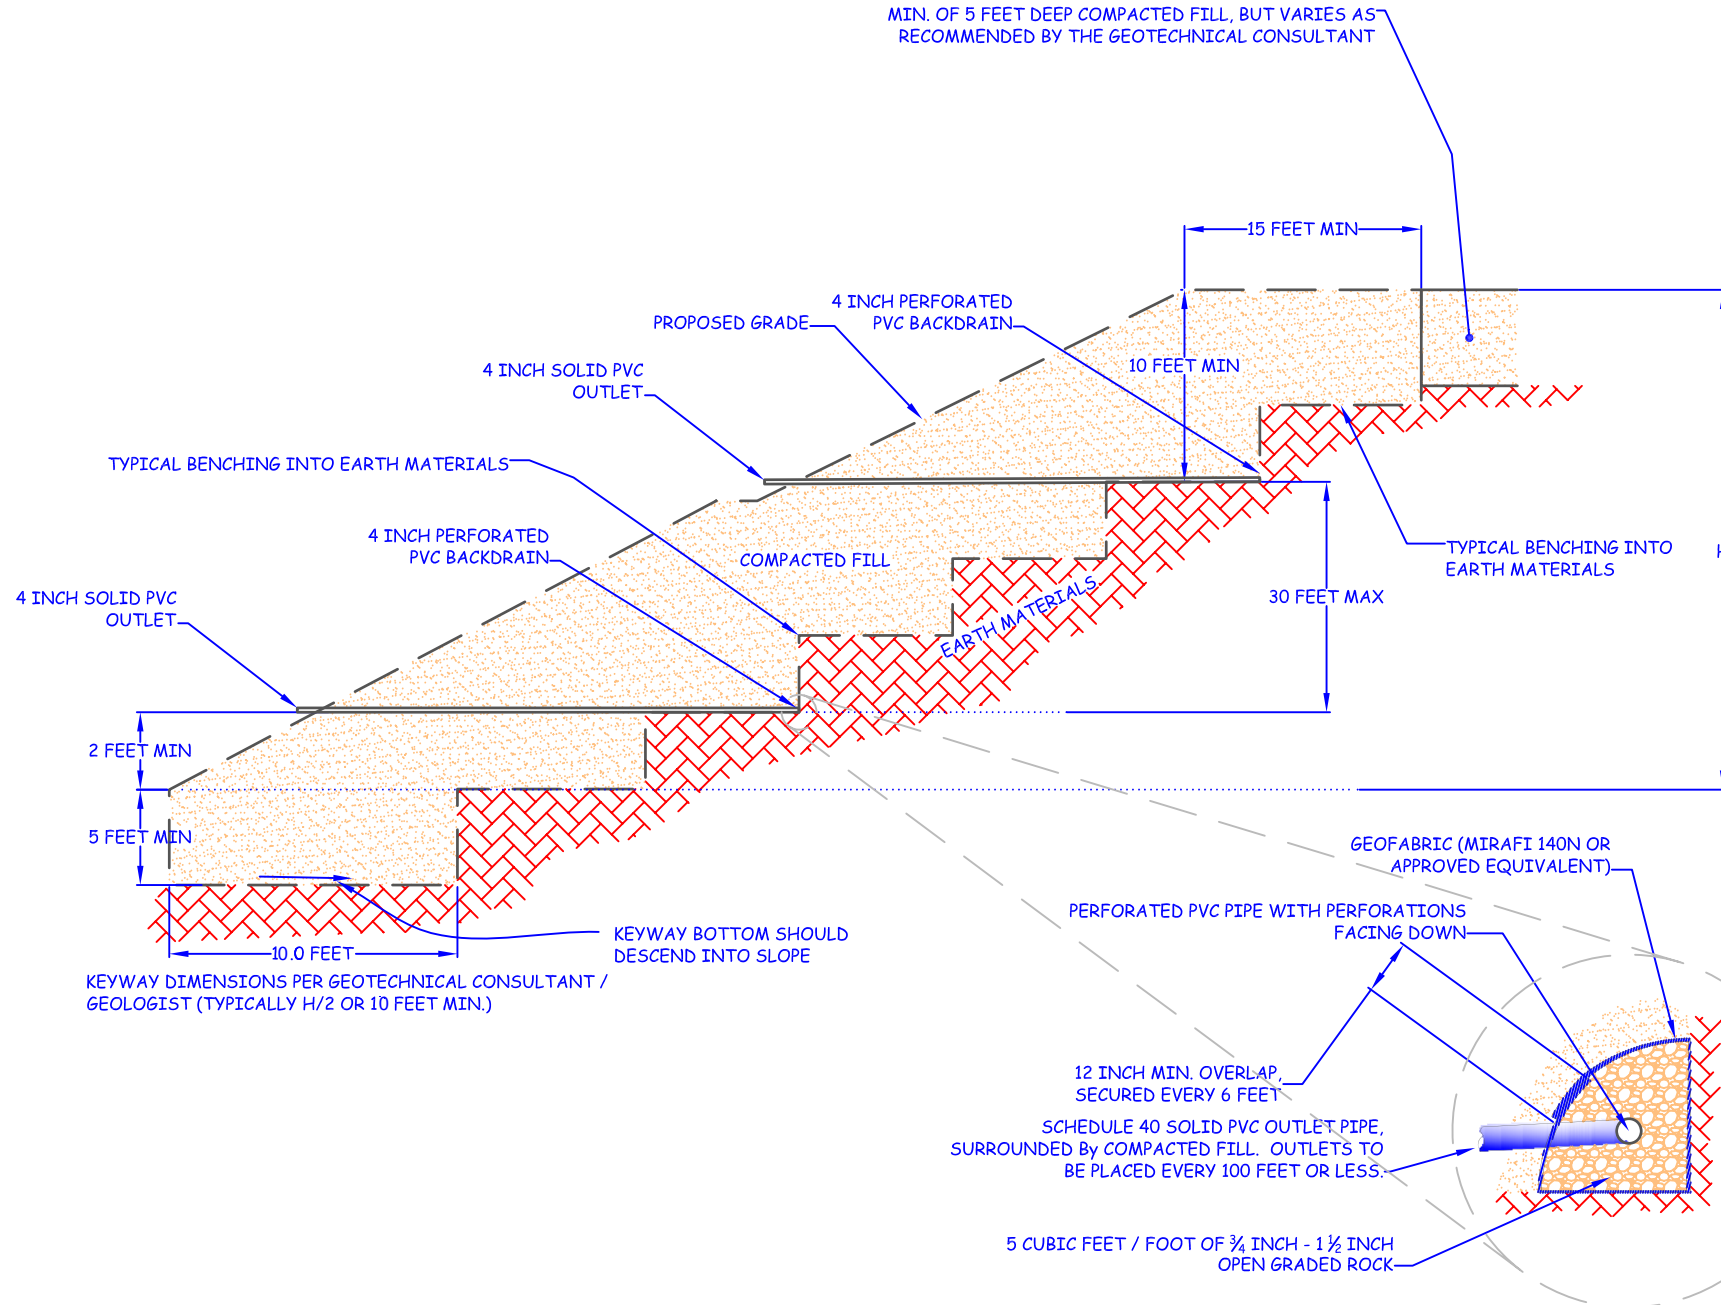 MIN. OF 5 FEET DEEP COMPACTED FILL, BUT VARIES AS
RECOMMENDED BY THE GEOTECHNICAL CONSULTANT
15 FEET MIN
4 INCH PERFORATED
PVC BACKDRAIN
PROPOSED GRADE
10 FEET MIN
4 INCH SOLID PVC
OUTLET
TYPICAL BENCHING INTO EARTH MATERIALS
4 INCH PERFORATED
PVC BACKDRAIN
COMPACTED FILL
TYPICAL BENCHING INTO
EARTH MATERIALS
30 FEET MAX
EARTH MATERIALS
4 INCH SOLID PVC
OUTLET
2 FEET MIN
5 FEET MIN
10.0 FEET
KEYWAY BOTTOM SHOULD
DESCEND INTO SLOPE
KEYWAY DIMENSIONS PER GEOTECHNICAL CONSULTANT /
GEOLOGIST (TYPICALLY H/2 OR 10 FEET MIN.)
GEOFABRIC (MIRAFI 140N OR
APPROVED EQUIVALENT)
PERFORATED PVC PIPE WITH PERFORATIONS
FACING DOWN
12 INCH MIN. OVERLAP,
SECURED EVERY 6 FEET
SCHEDULE 40 SOLID PVC OUTLET PIPE,
SURROUNDED By COMPACTED FILL. OUTLETS TO
BE PLACED EVERY 100 FEET OR LESS.
5 CUBIC FEET / FOOT OF ¾ INCH - 1 ½ INCH
OPEN GRADED ROCK